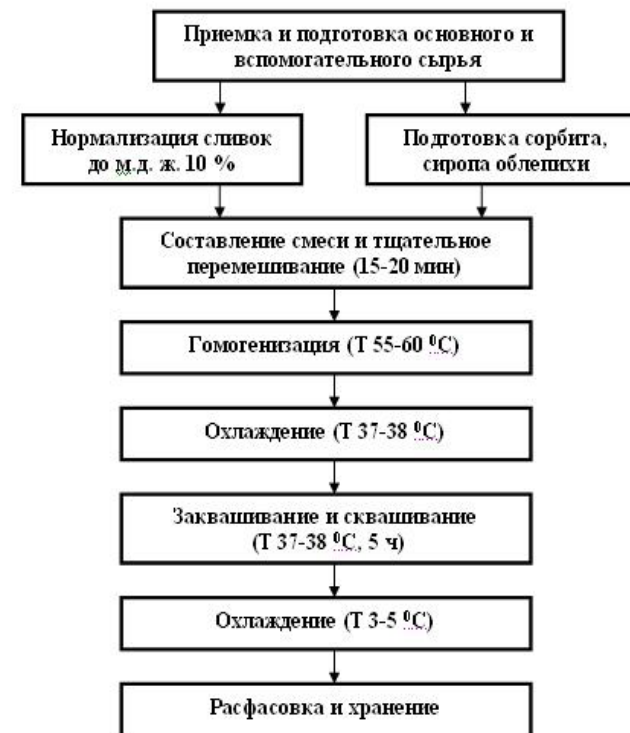 Приемка и подготовка основного и
вспомогательного сырья
Нормализация сливок
до м.д. ж. 10 %
Подготовка сорбита,
сиропа облепихи
Составление смеси и тщательное
перемешивание (15-20 мин)
Гомогенизация (Т 55-60 ⁰С)
Охлаждение (Т 37-38 ⁰С)
Заквашивание и сквашивание
(Т 37-38 ⁰С, 5 ч)
Охлаждение (Т 3-5 ⁰С)
Расфасовка и хранение